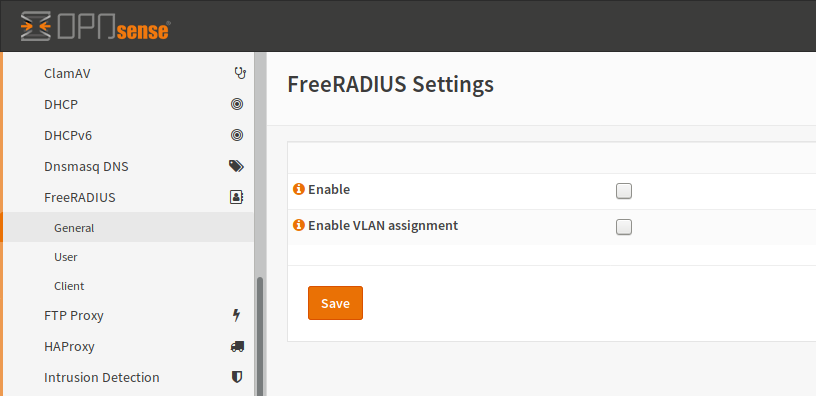 OPNsense®
ClamAV
DHCP
DHCPv6
Dnsmasq DNS
FreeRADIUS
General
User
Client
FTP Proxy
HAProxy
Intrusion Detection
FreeRADIUS Settings
Enable
Enable VLAN assignment
Save